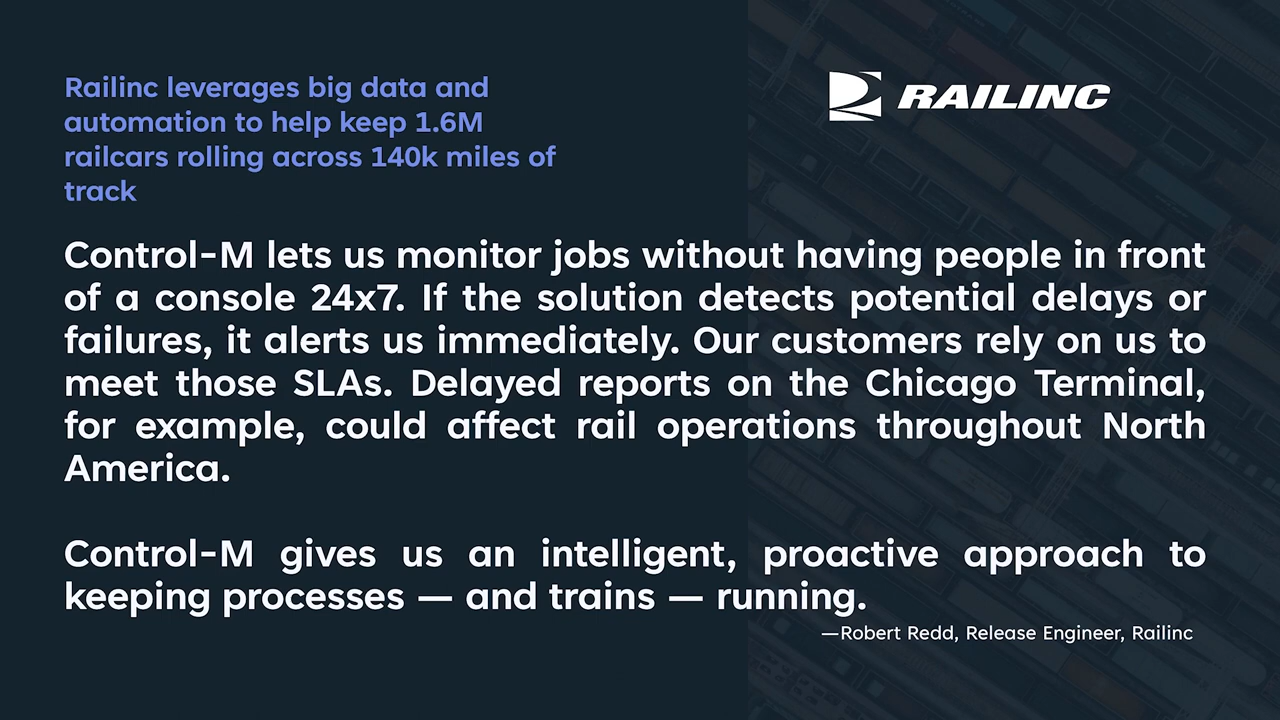 Railinc leverages big data and
automation to help keep 1.6M
railcars rolling across 140k miles of
track
RAILINC
Control-M lets us monitor jobs without having people in front
of a console 24x7. If the solution detects potential delays or
failures, it alerts us immediately. Our customers rely on us to
meet those SLAs. Delayed reports on the Chicago Terminal,
for example, could affect rail operations throughout North
America.
Control-M gives us an intelligent, proactive approach to
keeping processes — and trains — running.
—Robert Redd, Release Engineer, Railinc